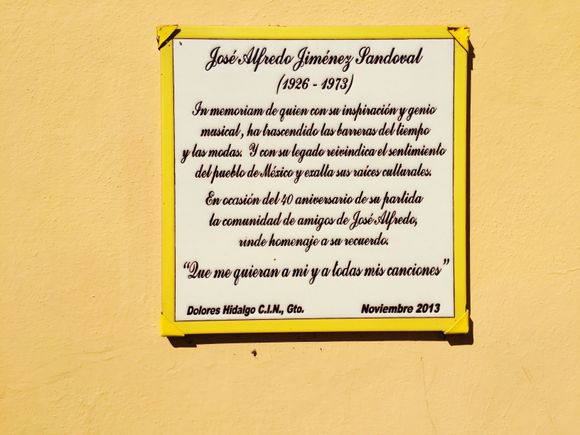 José Alfredo Jiménez Sandoval
(1926 - 1973)
In memoriam de quien con su inspiración y genio
musical, ha trascendido las barreras del tiempo
y las modas. Y con su legado reivindica el sentimiento
del pueblo de México y exalta sus raíces culturales.
En ocasión del 40 aniversario de su partida
la comunidad de amigos de José Alfredo,
rinde homenaje a su recuerdo.
"Que me quieran a mi y a todas mis canciones"
Dolores Hidalgo C.I.N., Gto. Noviembre 2013